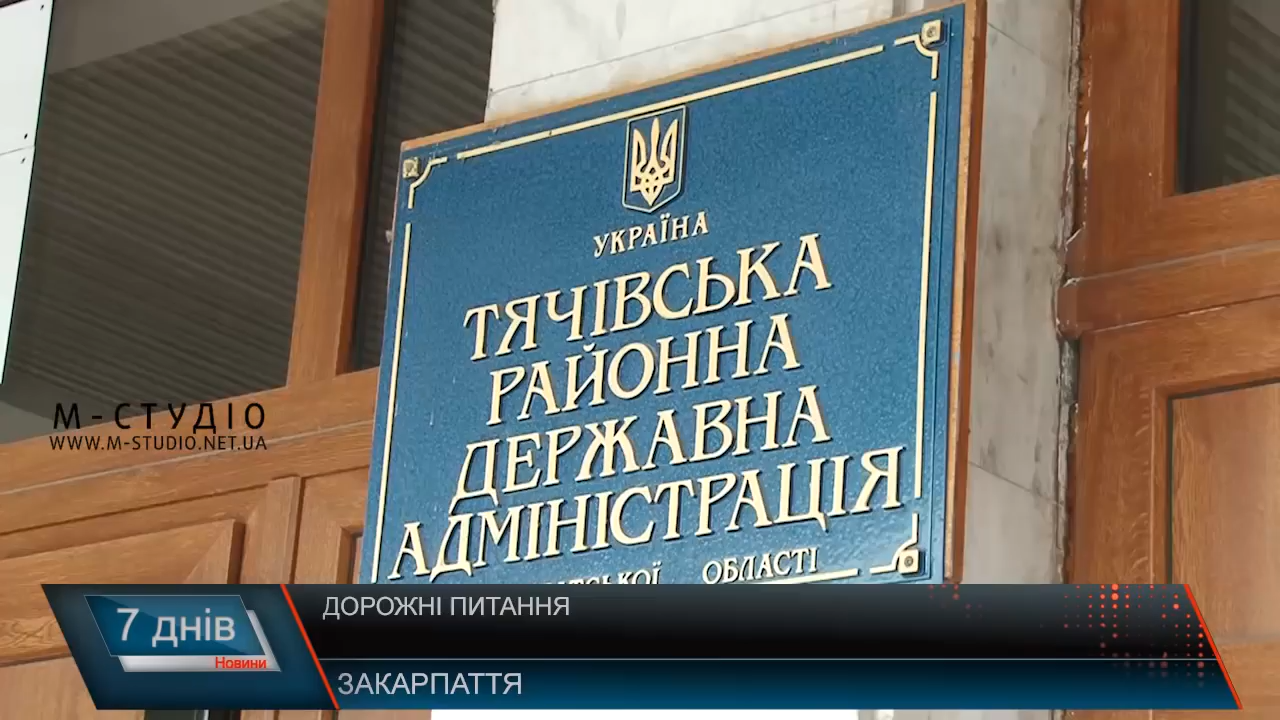 УКРАЇНА
ТЯЧІВСЬКА
РАЙОННА
ДЕРЖАВНА
АДМІНІСТРАЦІЯ
ОБЛАСТІ
М-СТУДІО
WWW.M-STUDIO.NET.UA
7 днів
Новини
ДОРОЖНІ ПИТАННЯ
ЗАКАРПАТТЯ